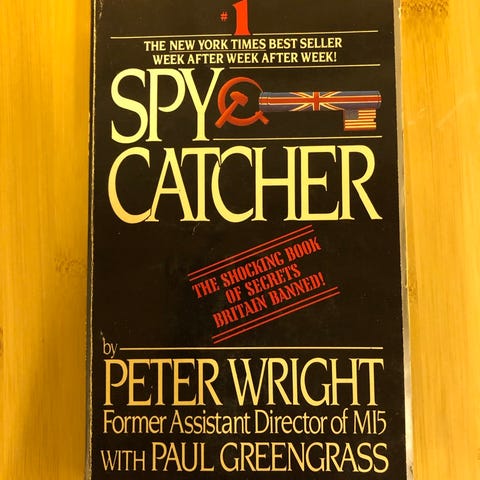 #1
THE NEW YORK TIMES BEST SELLER
WEEK AFTER WEEK AFTER WEEK!
SPY
CATCHER
THE SHOCKING BOOK
OF SECRETS
BRITAIN BANNED!
by
PETER WRIGHT
Former Assistant Director of MI5
WITH PAUL GREENGRASS